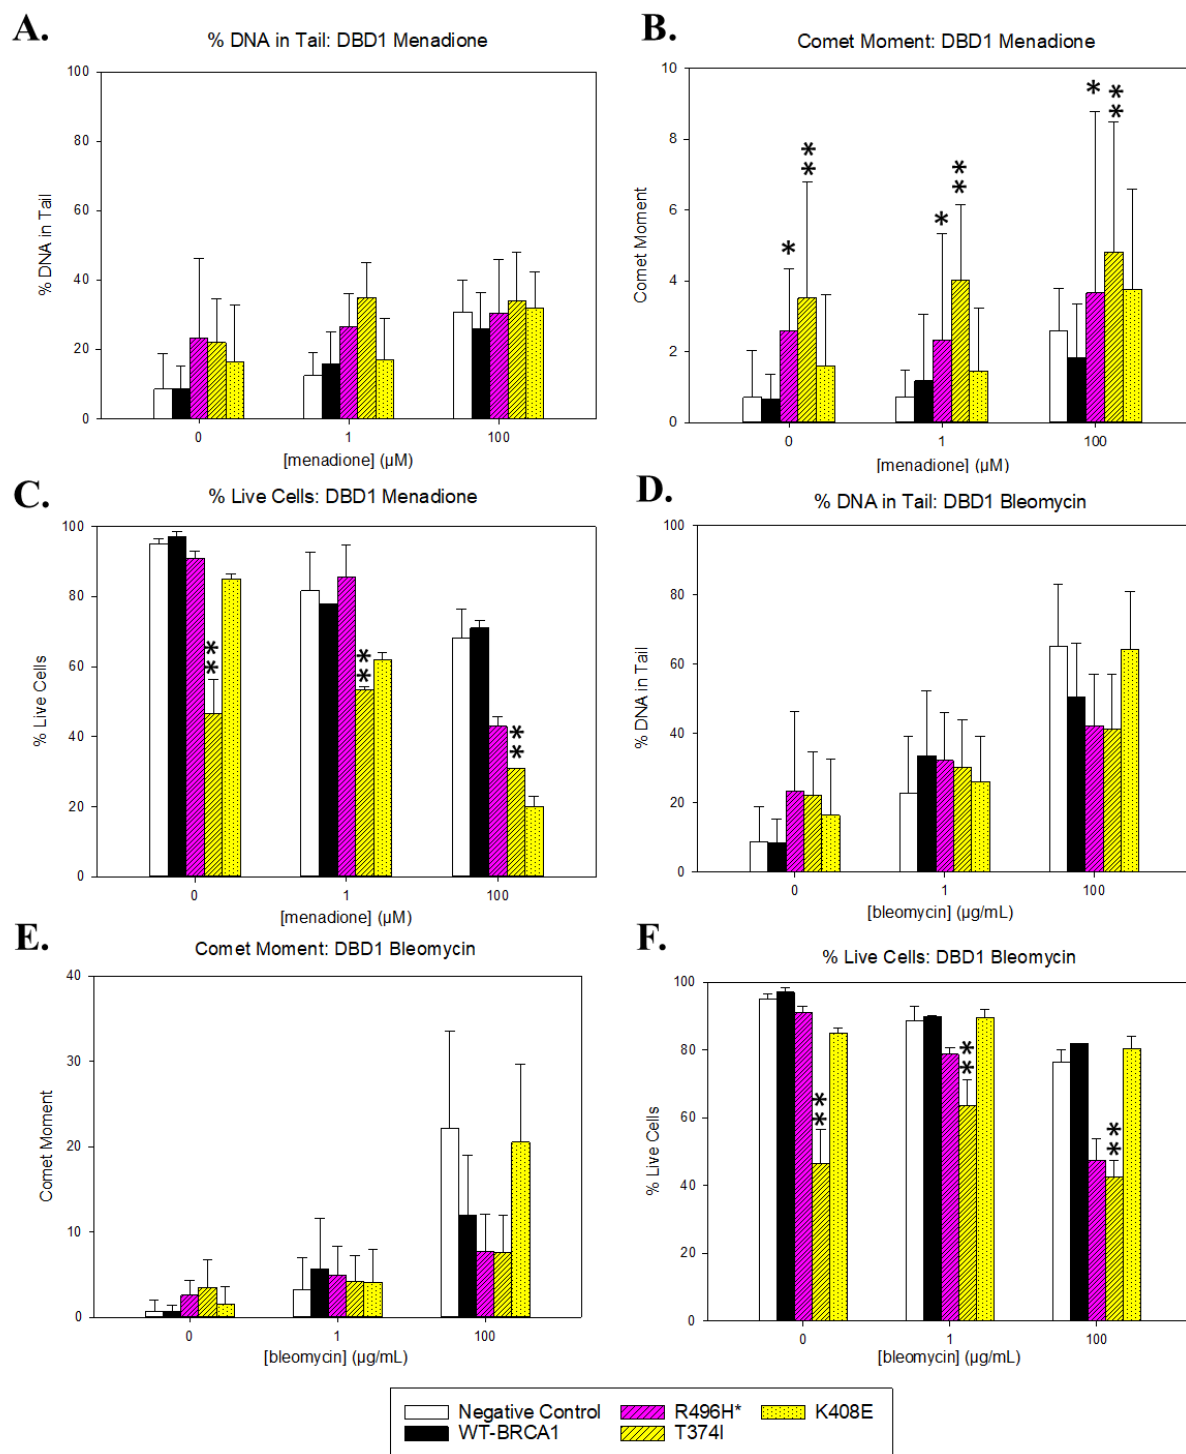 A.
% DNA in Tail: DBD1 Menadione
% DNA in Tail
100
80
60
40
20
0
0 1 100
[menadione] (µM)
B.
Comet Moment: DBD1 Menadione
Comet Moment
10
8
6
4
2
0
* ** * ** * **
0 1 100
[menadione] (µM)
C.
% Live Cells: DBD1 Menadione
% Live Cells
100
80
60
40
20
0
** ** **
0 1 100
[menadione] (µM)
D.
% DNA in Tail: DBD1 Bleomycin
% DNA in Tail
100
80
60
40
20
0
0 1 100
[bleomycin] (µg/mL)
E.
Comet Moment: DBD1 Bleomycin
Comet Moment
40
30
20
10
0
0 1 100
[bleomycin] (µg/mL)
F.
% Live Cells: DBD1 Bleomycin
% Live Cells
100
80
60
40
20
0
** ** **
0 1 100
[bleomycin] (µg/mL)
Negative Control R496H* K408E
WT-BRCA1 T374I